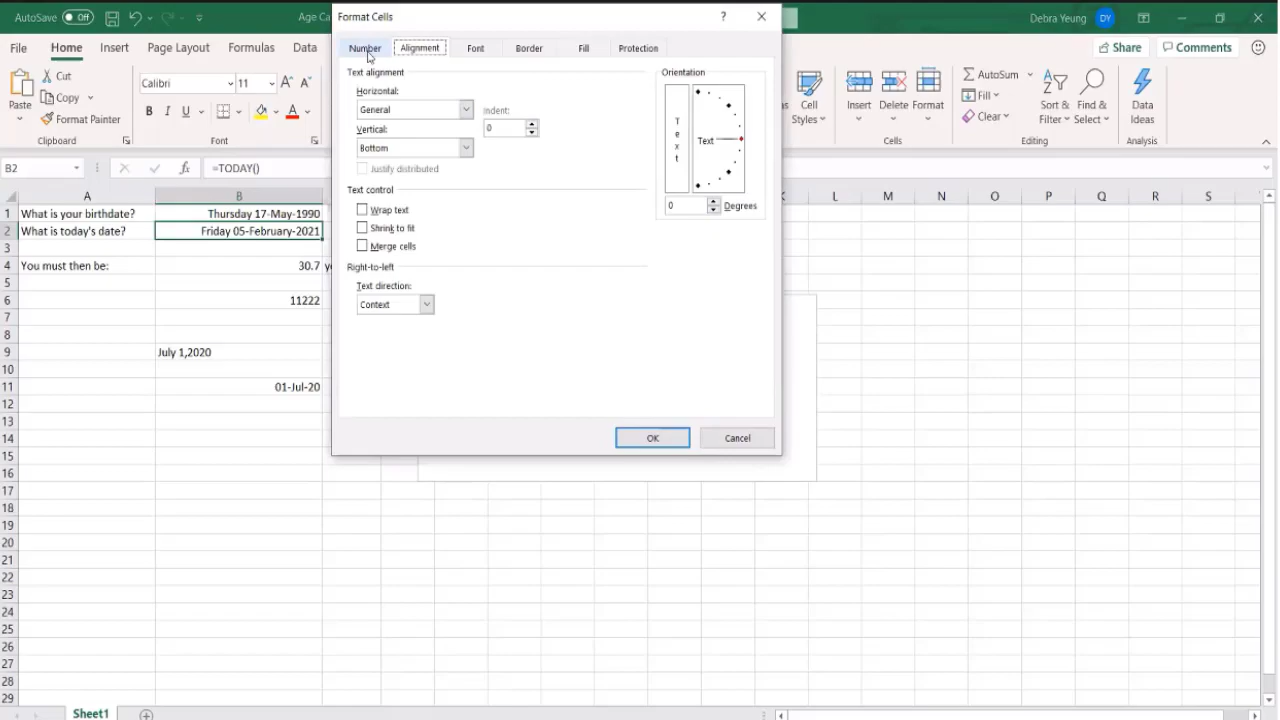 AutoSave Off
Age Ca
Format Cells
?
Debra Yeung DY
File Home Insert Page Layout Formulas Data
Number Alignment Font Border Fill Protection
Share Comments
Paste
Cut
Copy
Format Painter
Clipboard
Calibri 11 A A
B I U A
Font
Cell Styles
Insert Delete Format
Cells
AutoSum
Fill
Clear
Sort & Filter
Find & Select
Editing
Data Ideas
Analysis
B2 fx =TODAY()
Text alignment
Horizontal:
General
Indent:
0
Vertical:
Bottom
Justify distributed
Text control
Wrap text
Shrink to fit
Merge cells
Right-to-left
Text direction:
Context
Orientation
Text
Text
0 Degrees
OK Cancel
A B L M N O P Q R S
1 What is your birthdate? Thursday 17-May-1990
2 What is today's date? Friday 05-February-2021
3
4 You must then be: 30.7
5
6 11222
7
8
9 July 1,2020
10
11 01-Jul-20
12
13
14
15
16
17
18
19
20
21
22
23
24
25
26
27
28
29
Sheet1